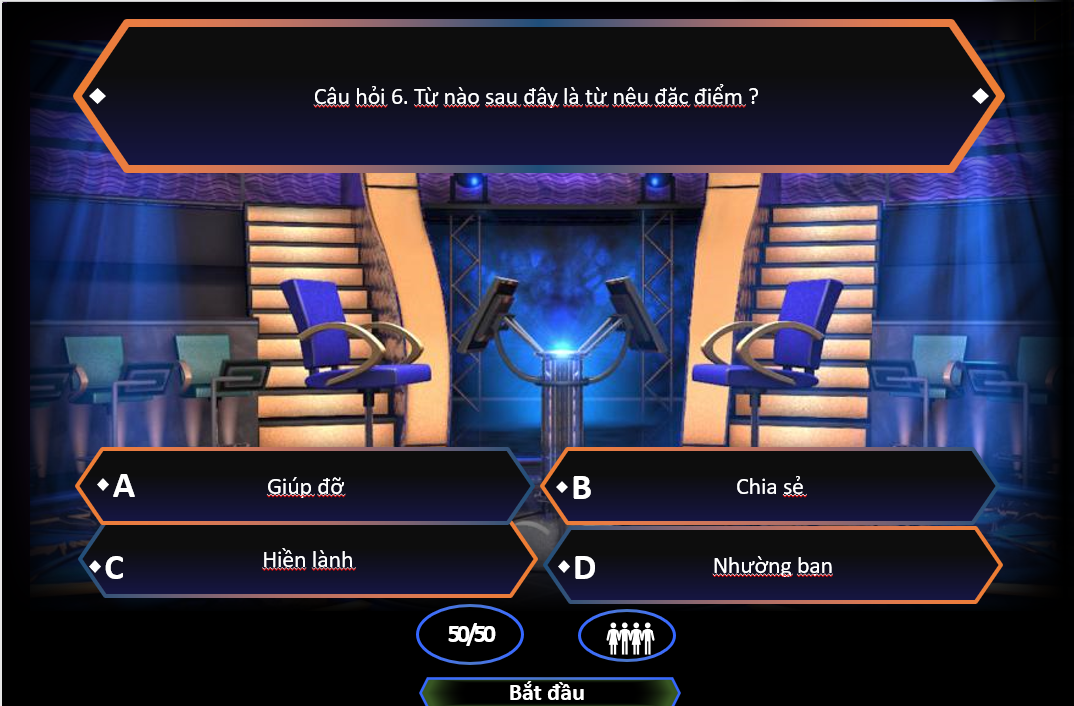 Câu hỏi 6. Từ nào sau đây là từ nêu đặc điểm ?
A Giúp đỡ
B Chia sẻ
C Hiền lành
D Nhường bạn
50/50
Bắt đầu